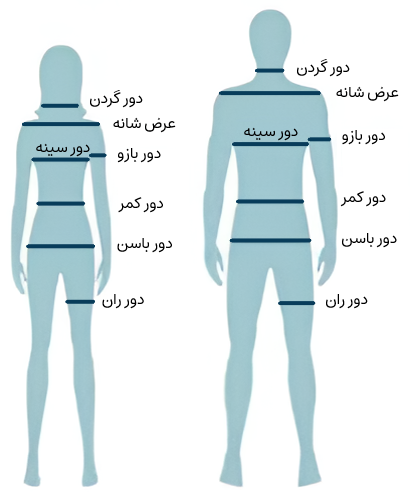 دور گردن
عرض شانه
دور سینه
دور بازو
دور کمر
دور باسن
دور ران
دور گردن
عرض شانه
دور سینه
دور بازو
دور کمر
دور باسن
دور ران